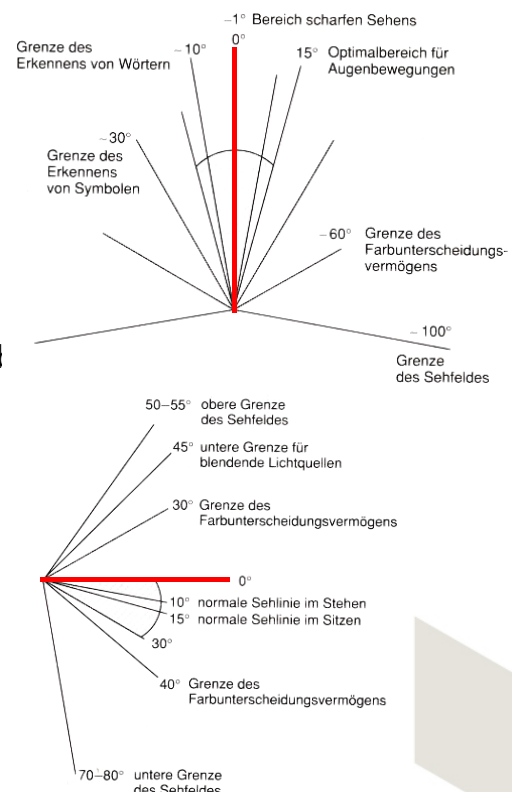 ~1° Bereich scharfen Sehens
0°
Grenze des
Erkennens von Wörtern
~10°
15° Optimalbereich für
Augenbewegungen
~30°
Grenze des
Erkennens
von Symbolen
~60° Grenze des
Farbunterscheidungs-
vermögens
~100°
Grenze
des Sehfeldes
50–55° obere Grenze
des Sehfeldes
45° untere Grenze für
blendende Lichtquellen
30° Grenze des
Farbunterscheidungsvermögens
0°
10° normale Sehlinie im Stehen
15° normale Sehlinie im Sitzen
30°
40° Grenze des
Farbunterscheidungsvermögens
70–80° untere Grenze
des Sehfeldes